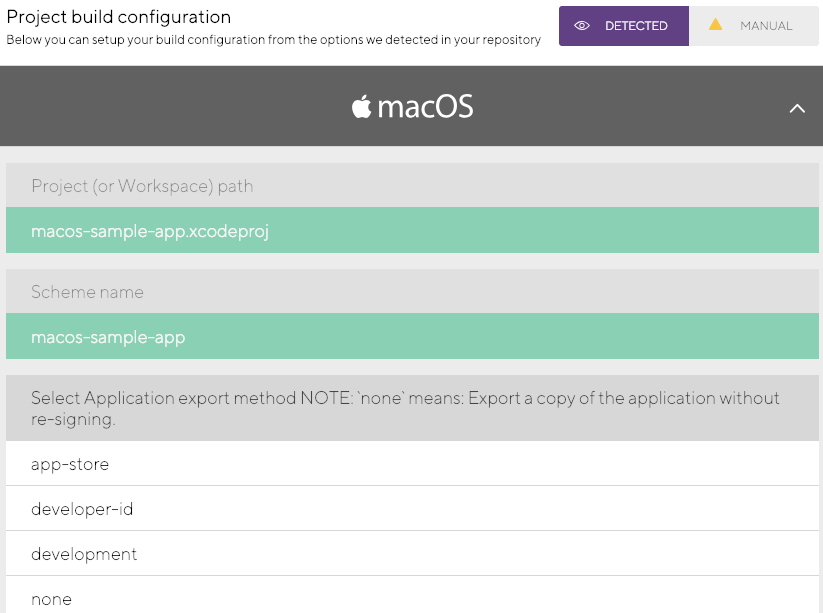 Project build configuration
Below you can setup your build configuration from the options we detected in your repository
DETECTED
MANUAL
macOS
Project (or Workspace) path
macos-sample-app.xcodeproj
Scheme name
macos-sample-app
Select Application export method NOTE: `none` means: Export a copy of the application without
re-signing.
app-store
developer-id
development
none